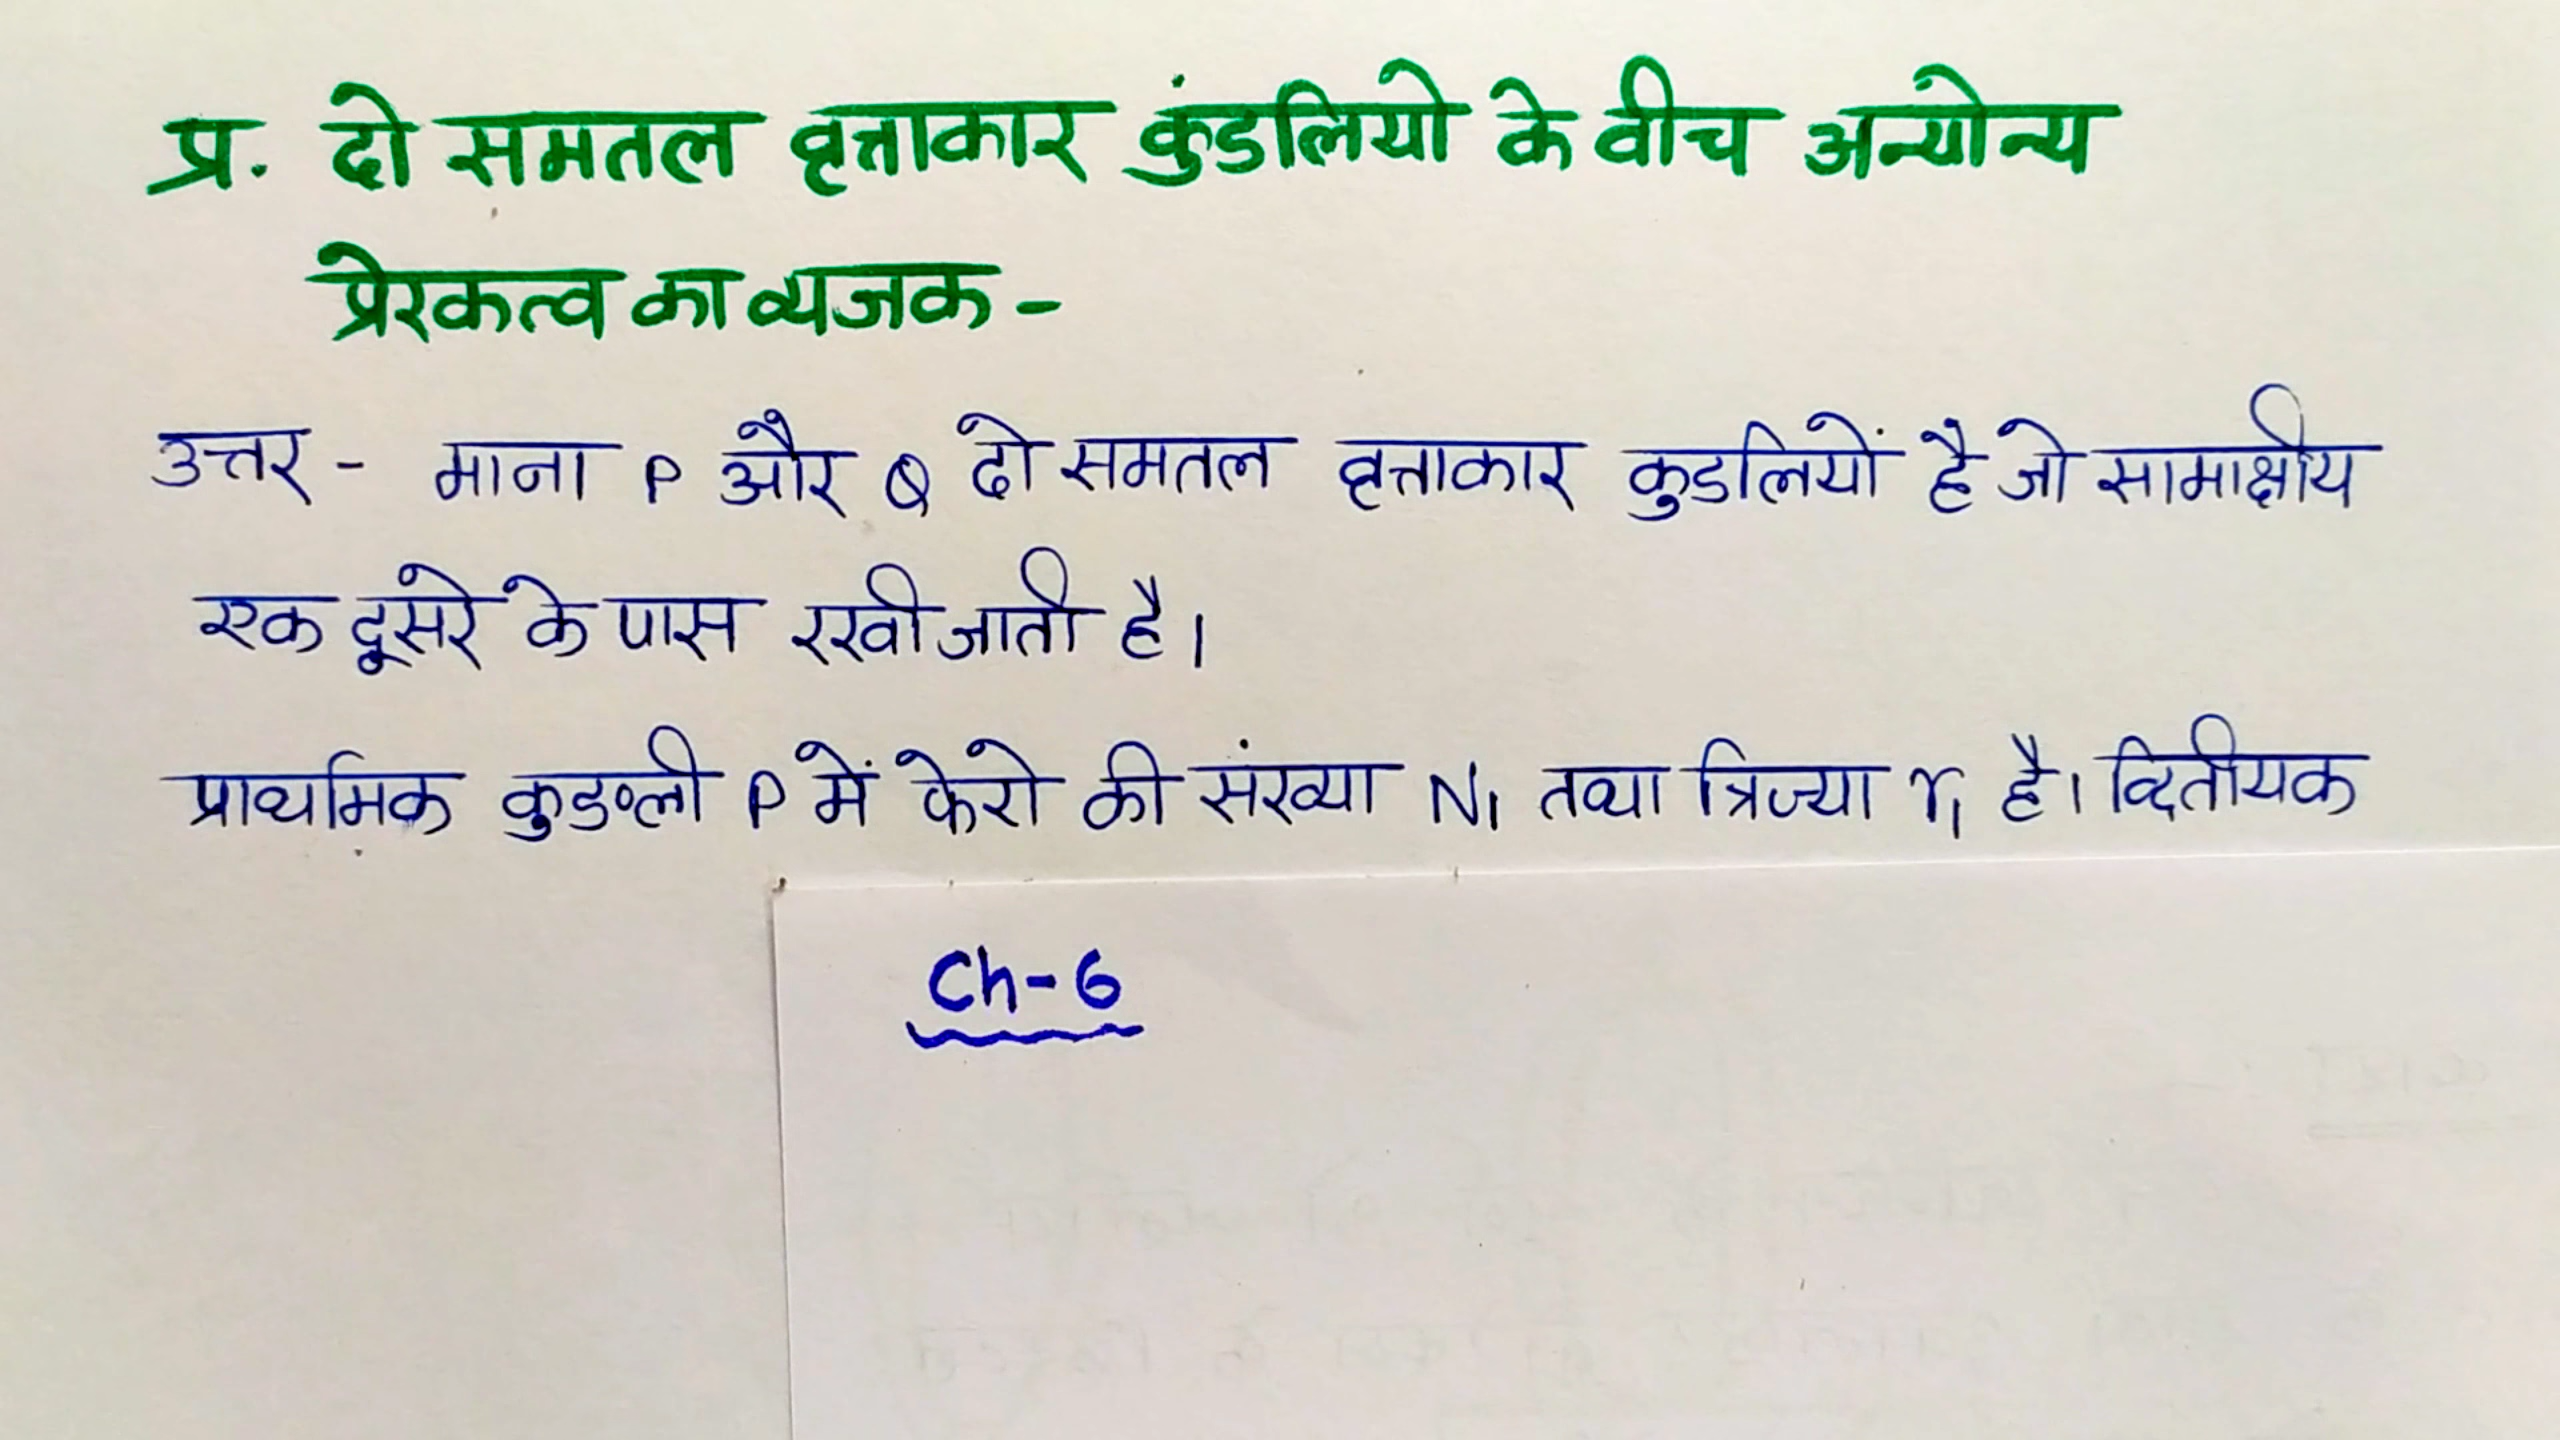 प्र. दो समतल वृत्ताकार कुंडलियो के वीच अन्योन्य
प्रेरकत्व का व्यजक -
उत्तर - माना P और Q दो समतल वृत्ताकार कुडलियों है जो सामाक्षीय
एक दूसरे के पास रखी जाती है।
प्राथमिक कुडण्ली P में फेरो की संख्या N₁ तथा त्रिज्या r₁ है। द्वितीयक
Ch-6